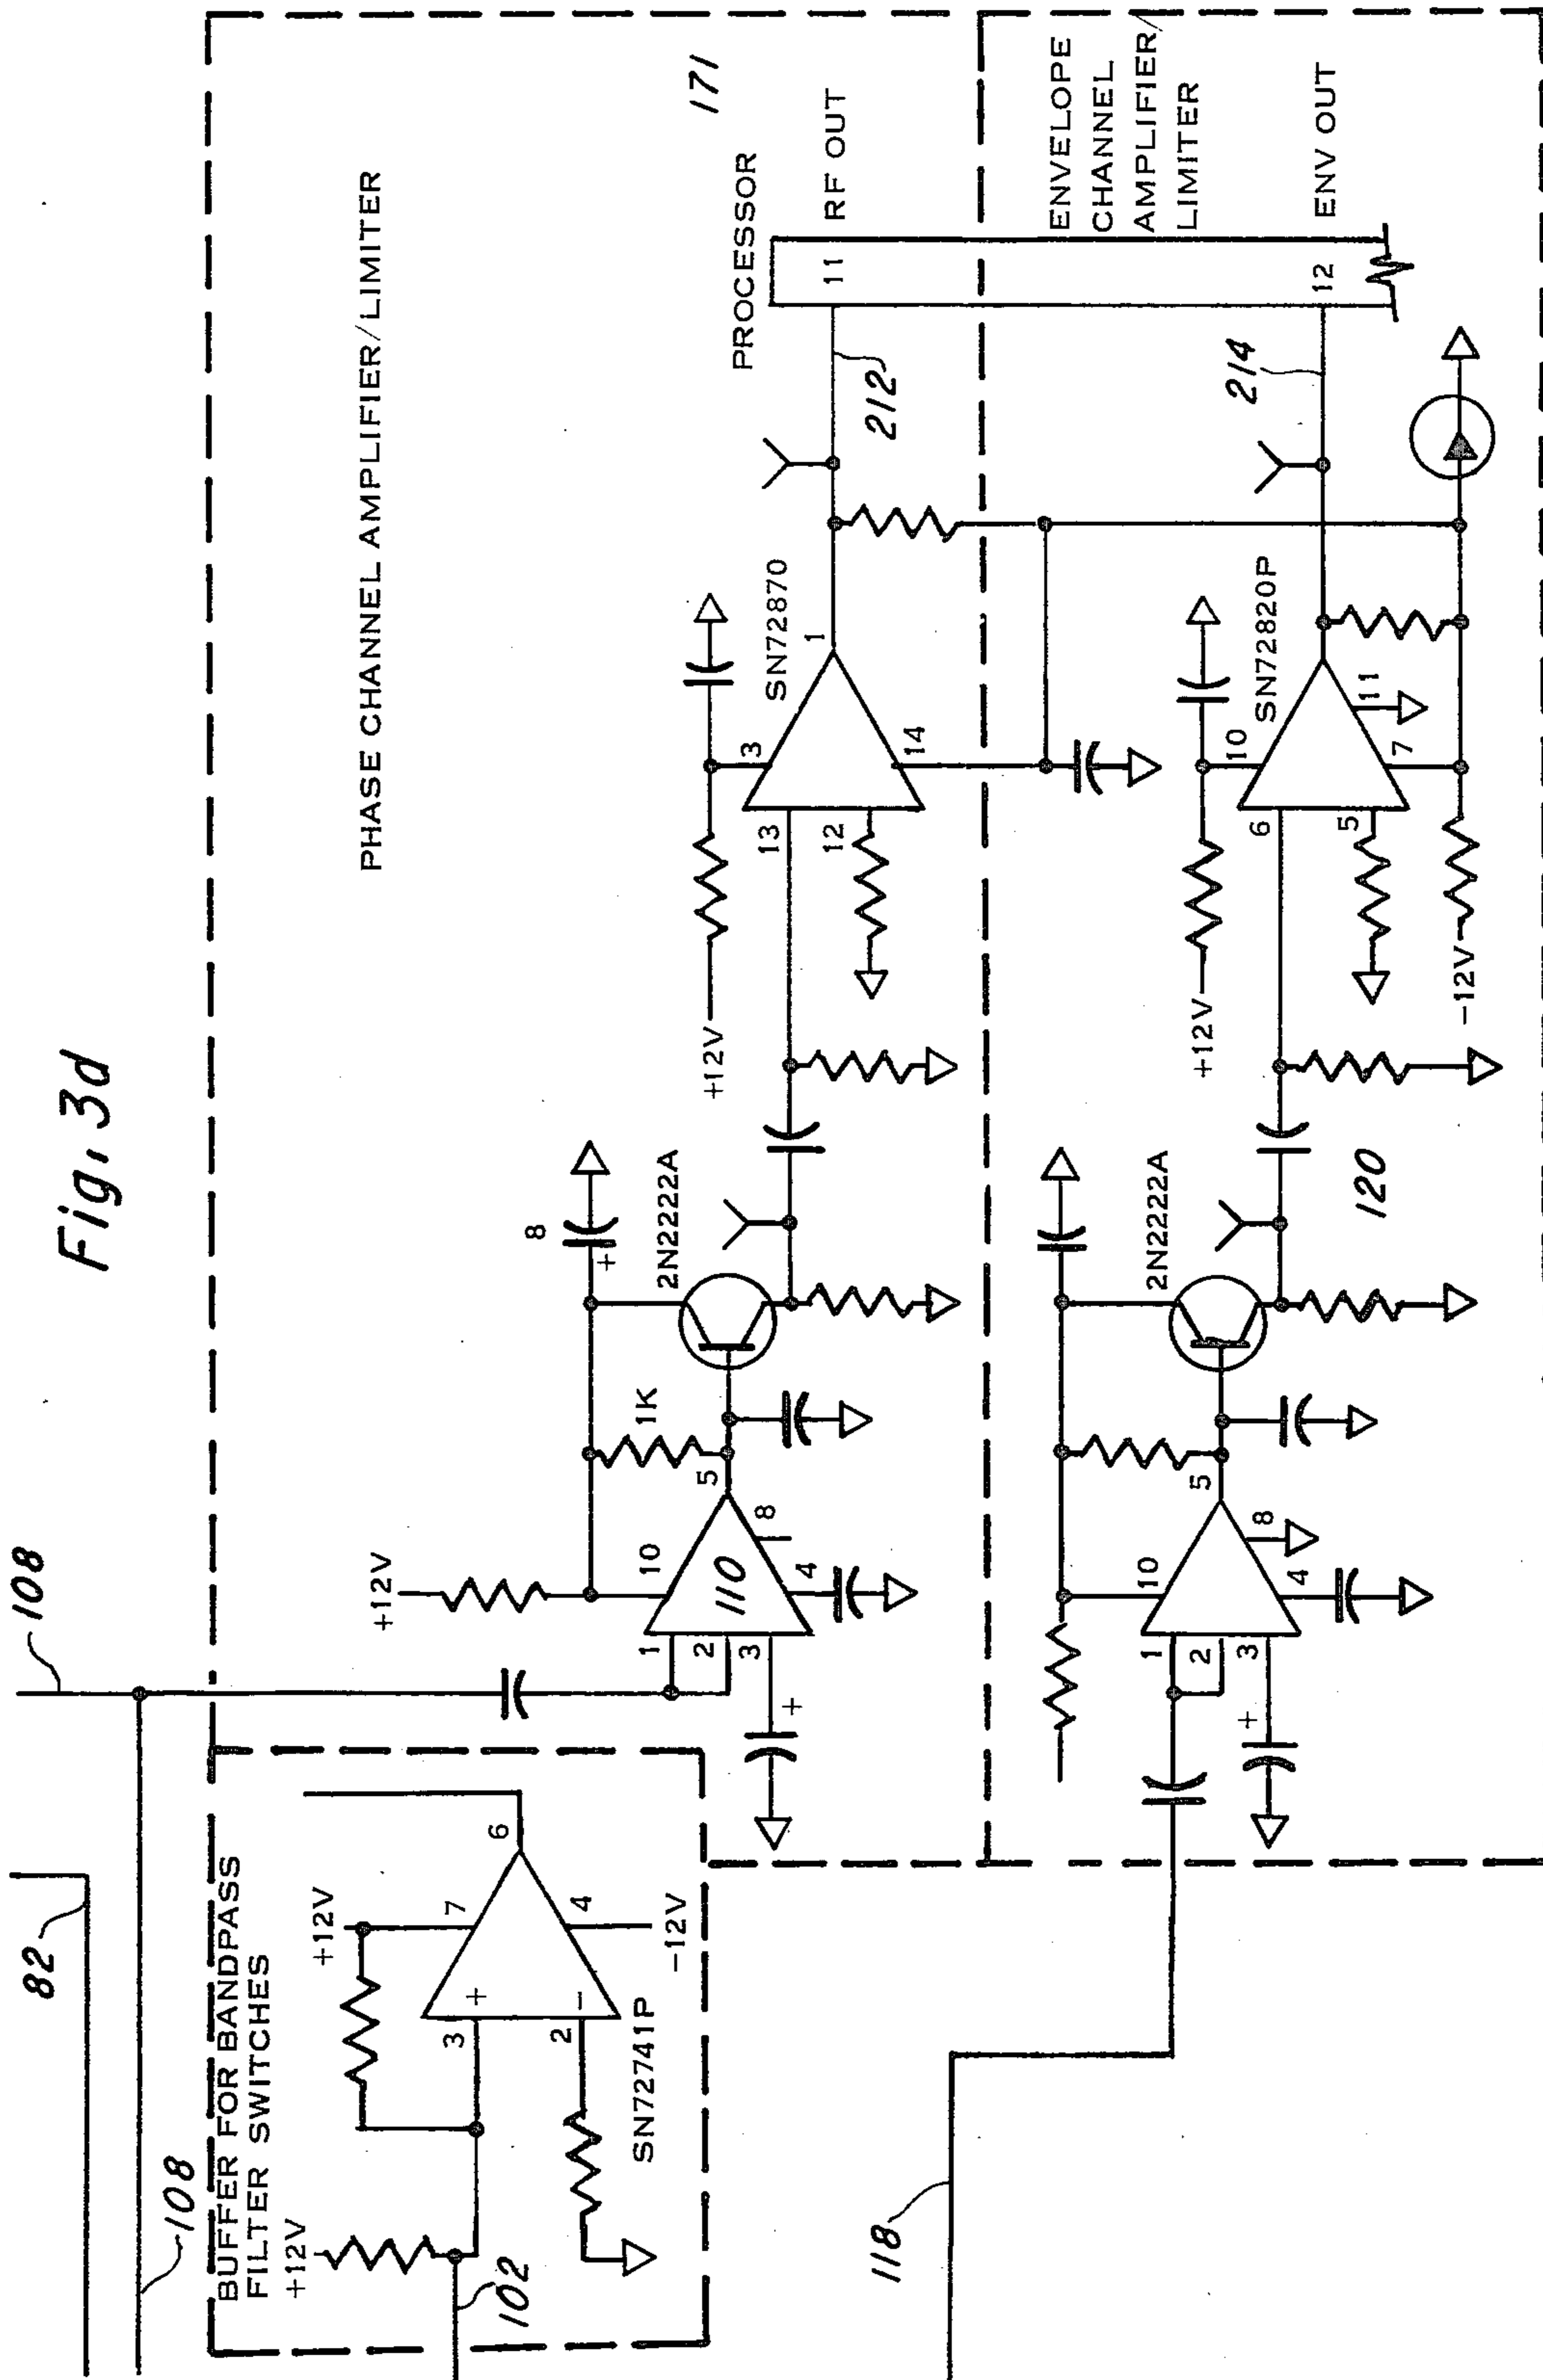 Fig. 3d
82
108
108
BUFFER FOR BANDPASS
FILTER SWITCHES
+12V
+12V
7
3
+
6
2
−
4
−12V
SN72741P
102
PHASE CHANNEL AMPLIFIER/LIMITER
171
+12V
10
1
2
3
110
5
8
4
+
1K
8
+
2N2222A
+12V
3
SN72870
13
12
1
14
PROCESSOR
11
RF OUT
212
118
10
1
2
3
5
8
4
+
2N2222A
120
+12V
10
SN72820P
6
5
11
7
−12V
214
12
ENV OUT
ENVELOPE
CHANNEL
AMPLIFIER/
LIMITER